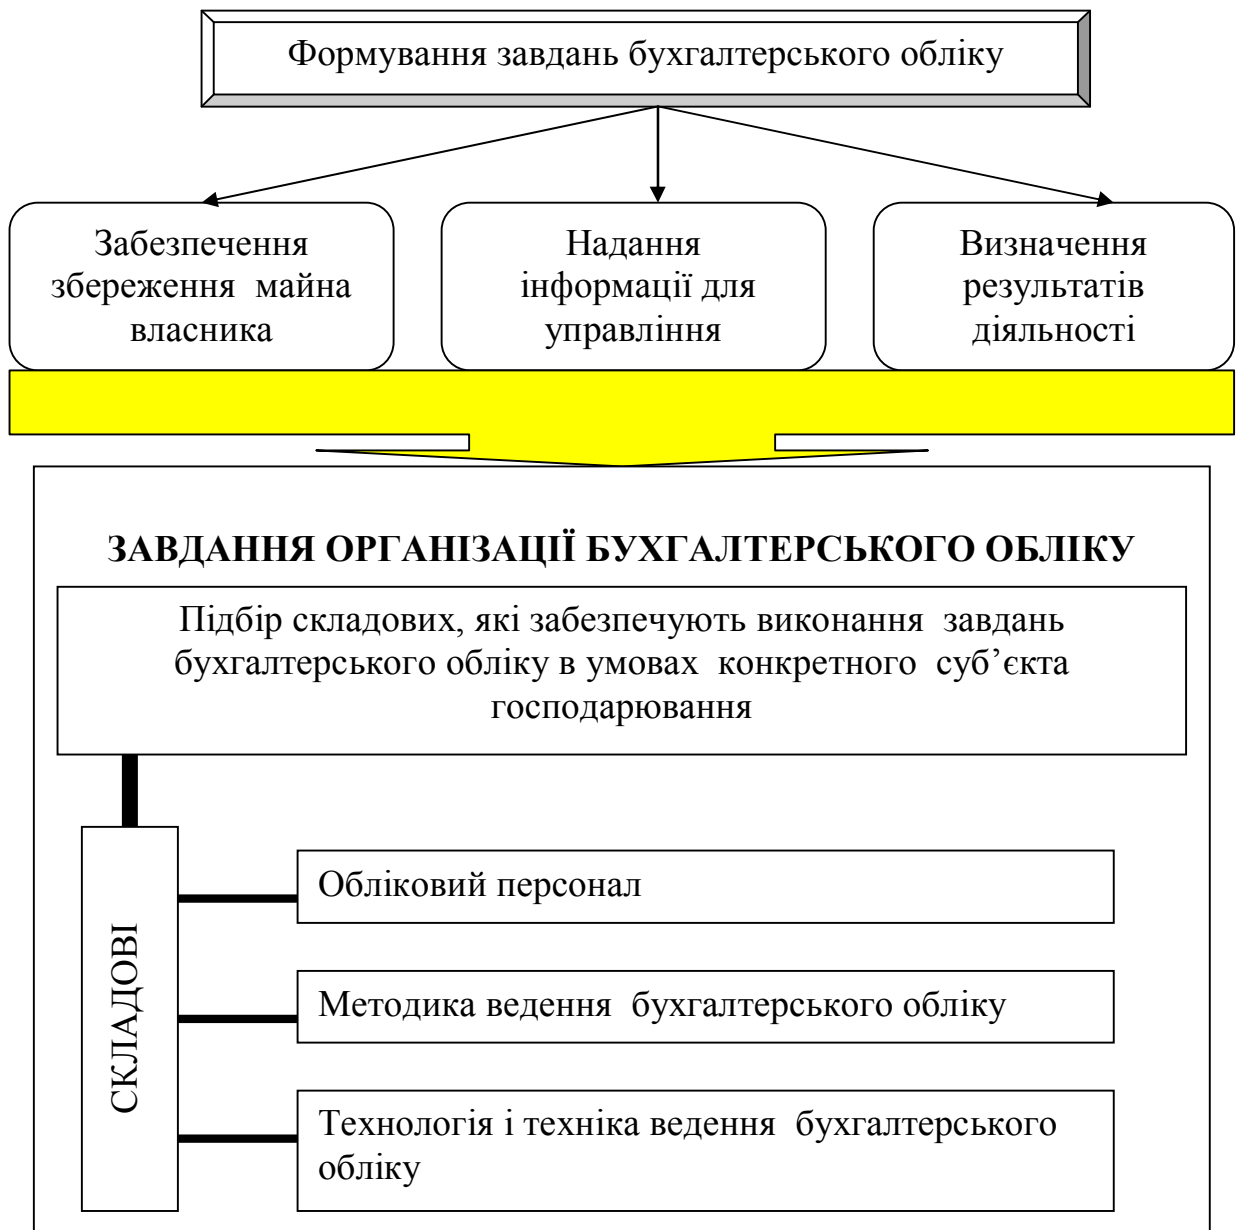 Формування завдань бухгалтерського обліку
Забезпечення
збереження майна
власника
Надання
інформації для
управління
Визначення
результатів
діяльності
ЗАВДАННЯ ОРГАНІЗАЦІЇ БУХГАЛТЕРСЬКОГО ОБЛІКУ
Підбір складових, які забезпечують виконання завдань
бухгалтерського обліку в умовах конкретного суб’єкта
господарювання
СКЛАДОВІ
Обліковий персонал
Методика ведення бухгалтерського обліку
Технологія і техніка ведення бухгалтерського
обліку